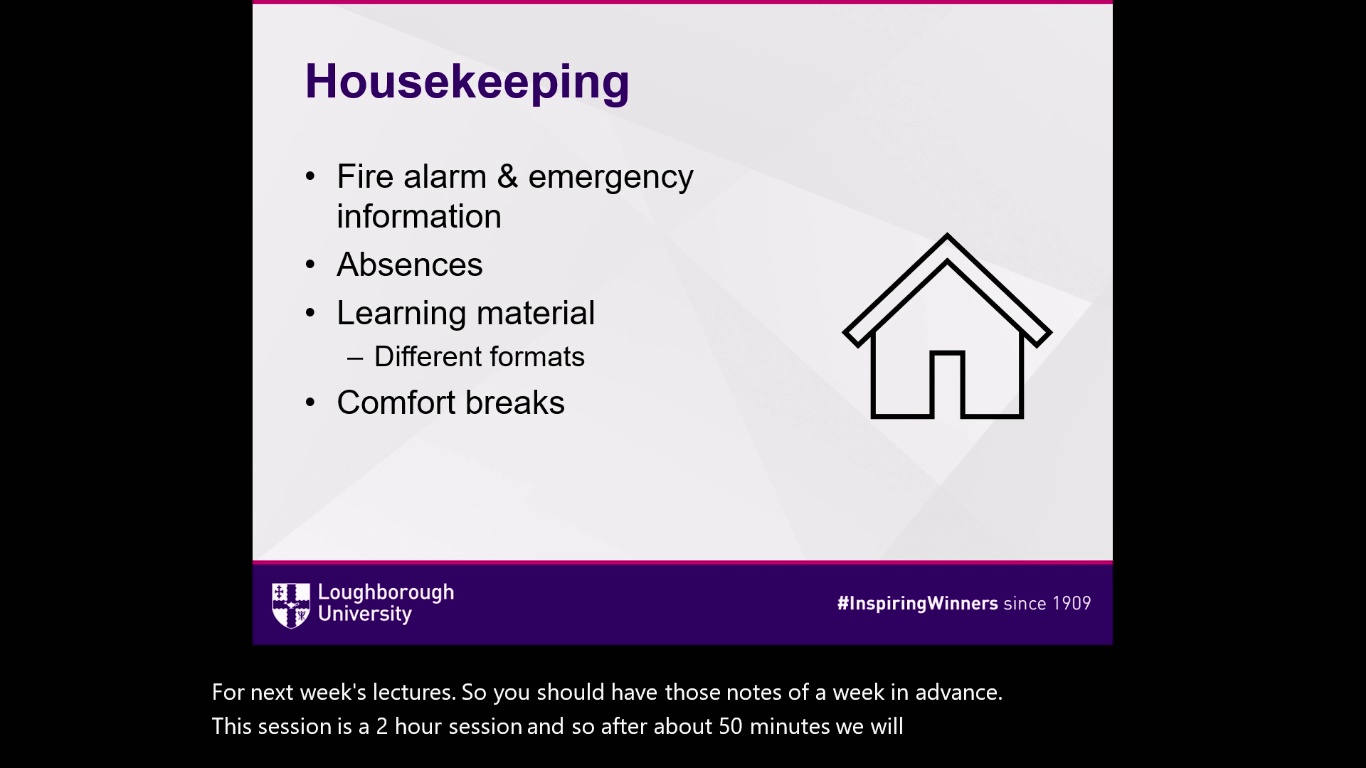 Housekeeping
• Fire alarm & emergency
information
• Absences
• Learning material
– Different formats
• Comfort breaks
Loughborough
University
#InspiringWinners since 1909
For next week's lectures. So you should have those notes of a week in advance.
This session is a 2 hour session and so after about 50 minutes we will